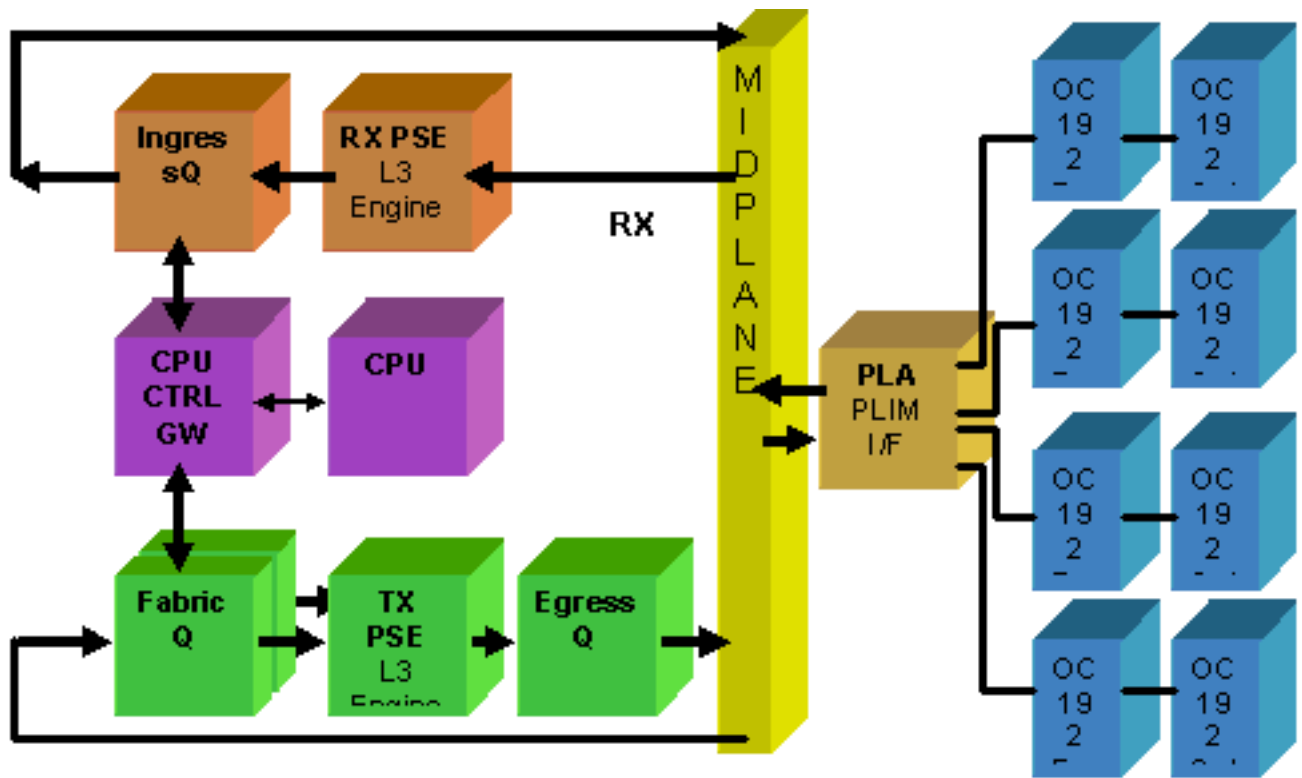 Ingres
sQ
RX PSE
L3
Engine
RX
MIDPLANE
CPU
CTRL
GW
CPU
Fabric
Q
TX
PSE
L3
Engine
Egress
Q
PLA
PLIM
I/F
OC
19
2
OC
19
2
OC
19
2
OC
19
2
OC
19
2
OC
19
2
OC
19
2
OC
19
2